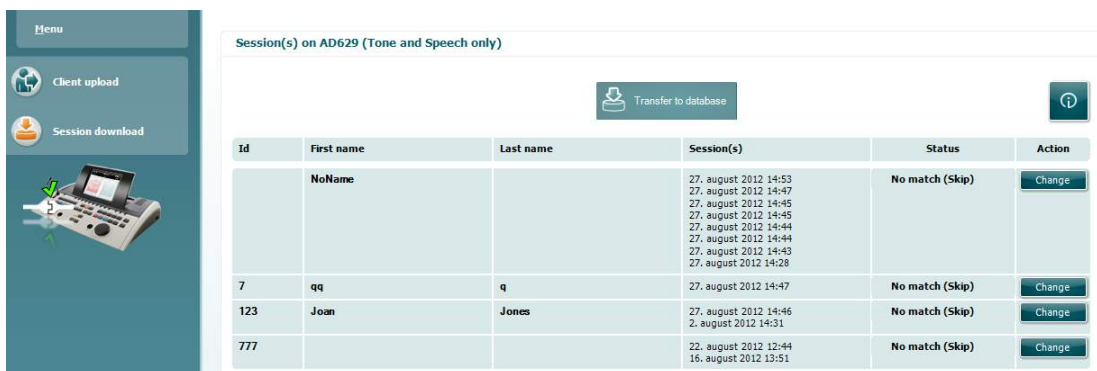 Menu
Client upload
Session download
Session(s) on AD629 (Tone and Speech only)
Transfer to database
Id First name Last name Session(s) Status Action
NoName 27. august 2012 14:53 No match (Skip) Change
27. august 2012 14:47
27. august 2012 14:45
27. august 2012 14:45
27. august 2012 14:44
27. august 2012 14:44
27. august 2012 14:43
27. august 2012 14:28
7 qq q 27. august 2012 14:47 No match (Skip) Change
123 Joan Jones 27. august 2012 14:46 No match (Skip) Change
2. august 2012 14:31
777 22. august 2012 12:44 No match (Skip) Change
16. august 2012 13:51